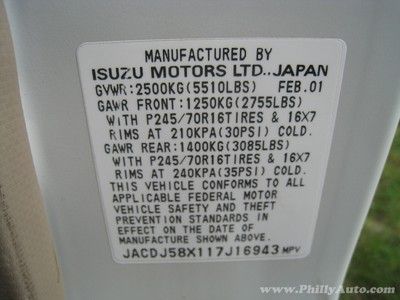 MANUFACTURED BY
ISUZU MOTORS LTD., JAPAN
GVWR:2500KG(5510LBS) FEB.01
GAWR FRONT:1250KG(2755LBS)
WITH P245/70R16TIRES & 16X7
RIMS AT 210KPA(30PSI) COLD.
GAWR REAR:1400KG(3085LBS)
WITH P245/70R16TIRES & 16X7
RIMS AT 240KPA(35PSI) COLD.
THIS VEHICLE CONFORMS TO ALL
APPLICABLE FEDERAL MOTOR
VEHICLE SAFETY AND THEFT
PREVENTION STANDARDS IN
EFFECT ON THE DATE OF
MANUFACTURE SHOWN ABOVE.
JACDJ58X117J16943 MPV
www.PhillyAuto.com